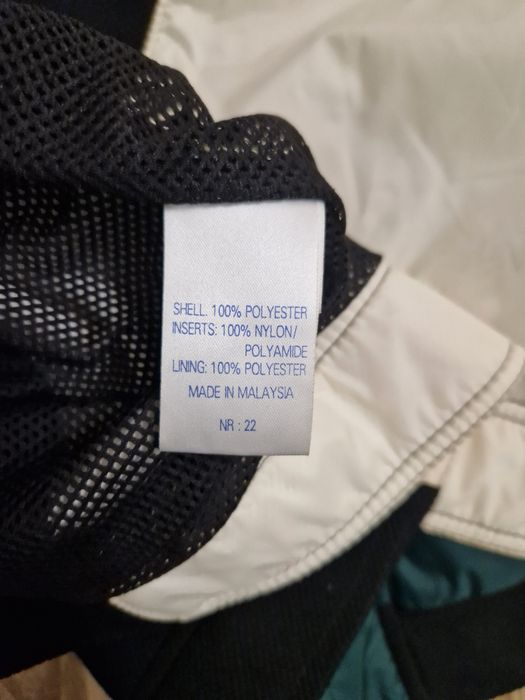 SHELL. 100% POLYESTER
INSERTS: 100% NYLON/
POLYAMIDE
LINING: 100% POLYESTER
MADE IN MALAYSIA
NR : 22